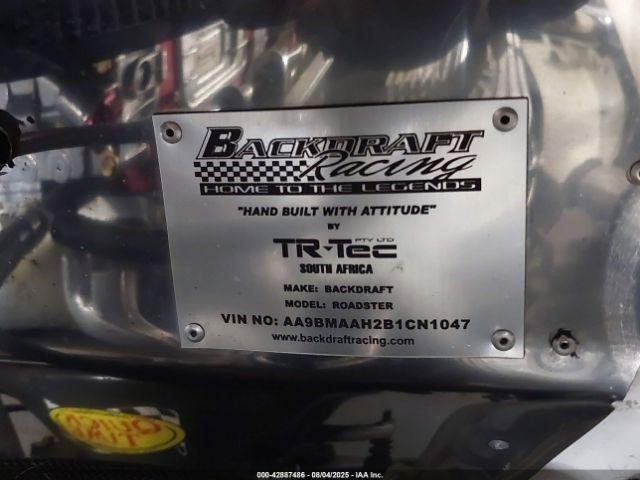 BACKDRAFT
Racing
HOME TO THE LEGENDS
"HAND BUILT WITH ATTITUDE"
BY
TR-Tec PTY LTD
SOUTH AFRICA
MAKE: BACKDRAFT
MODEL: ROADSTER
VIN NO: AA9BMAAH2B1CN1047
www.backdraftracing.com
000-42887486 - 08/04/2025 - IAA Inc.